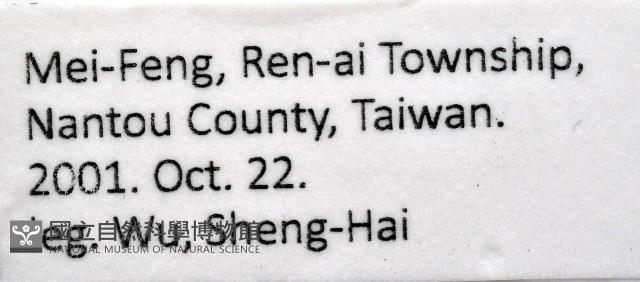 Mei-Feng, Ren-ai Township,
Nantou County, Taiwan.
2001. Oct. 22.
leg. Wu, Sheng-Hai
國立自然科學博物館
NATIONAL MUSEUM OF NATURAL SCIENCE